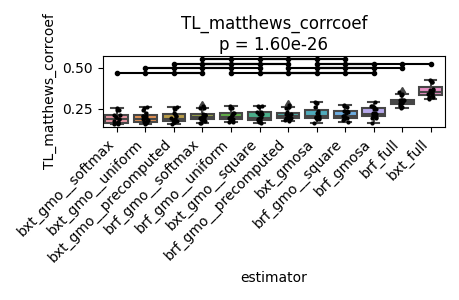 TL_matthews_corrcoef
p = 1.60e-26
TL_matthews_corrcoef
0.50
0.25
bxt_gmo__softmax
bxt_gmo__uniform
bxt_gmo__precomputed
brf_gmo__softmax
brf_gmo__uniform
bxt_gmo__square
brf_gmo__precomputed
bxt_gmosa
brf_gmo__square
brf_gmosa
brf_full
bxt_full
estimator